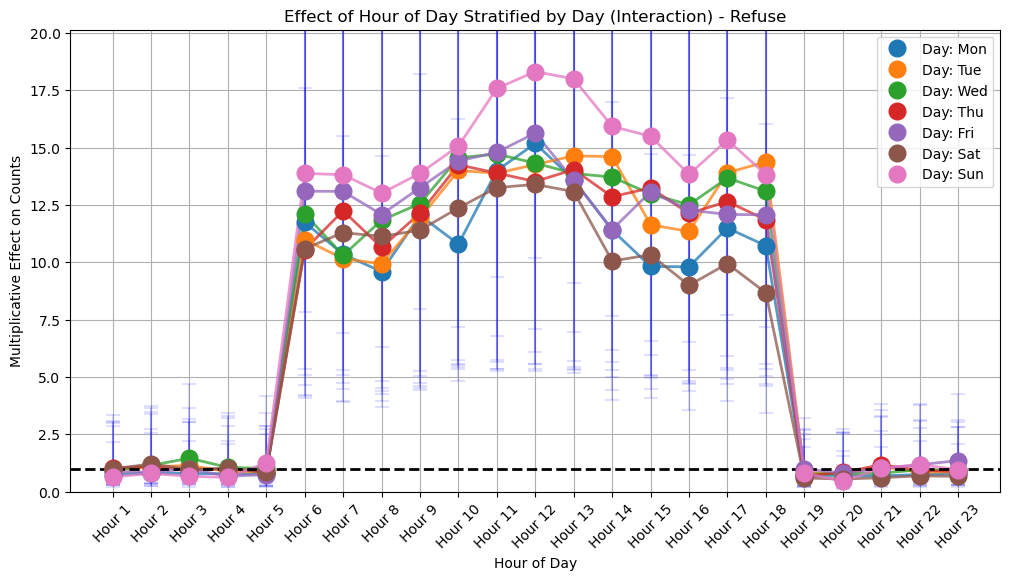 Effect of Hour of Day Stratified by Day (Interaction) - Refuse
Multiplicative Effect on Counts
20.0
17.5
15.0
12.5
10.0
7.5
5.0
2.5
0.0
Day: Mon
Day: Tue
Day: Wed
Day: Thu
Day: Fri
Day: Sat
Day: Sun
Hour 1
Hour 2
Hour 3
Hour 4
Hour 5
Hour 6
Hour 7
Hour 8
Hour 9
Hour 10
Hour 11
Hour 12
Hour 13
Hour 14
Hour 15
Hour 16
Hour 17
Hour 18
Hour 19
Hour 20
Hour 21
Hour 22
Hour 23
Hour of Day